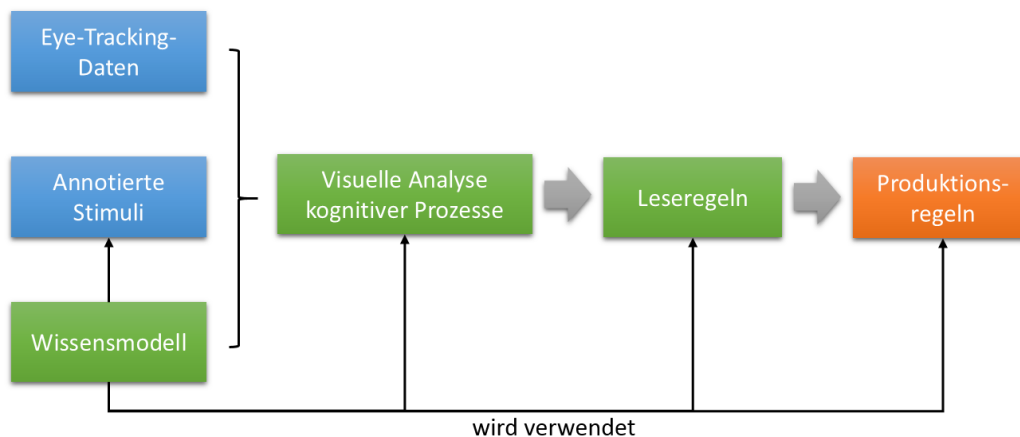 Eye-Tracking-
Daten
Annotierte
Stimuli
Wissensmodell
Visuelle Analyse
kognitiver Prozesse
Leseregeln
Produktions-
regeln
wird verwendet